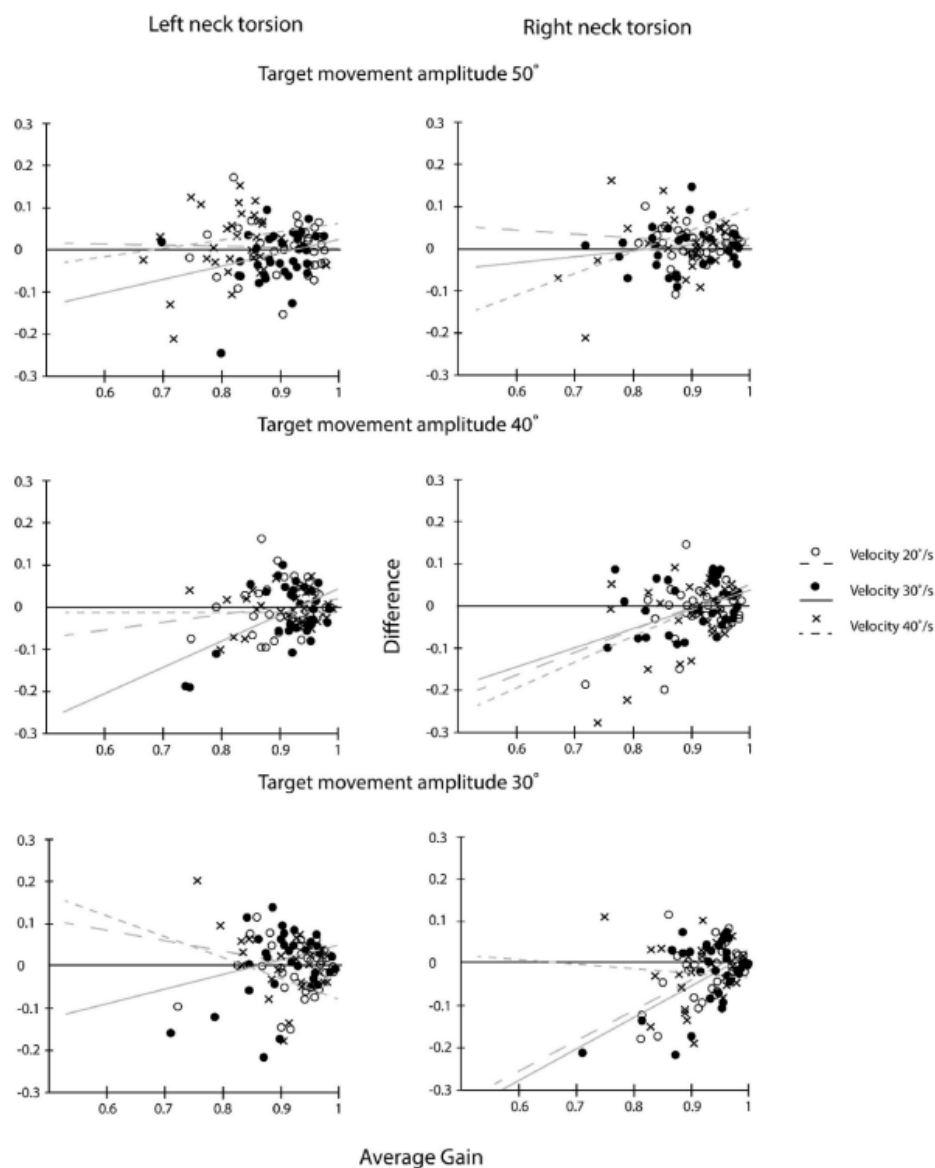 Left neck torsion
Right neck torsion
Target movement amplitude 50°
0.3
0.2
0.1
0
-0.1
-0.2
-0.3
0.6 0.7 0.8 0.9 1
0.3
0.2
0.1
0
-0.1
-0.2
-0.3
0.6 0.7 0.8 0.9 1
Target movement amplitude 40°
0.3
0.2
0.1
0
-0.1
-0.2
-0.3
0.6 0.7 0.8 0.9 1
Difference
0.3
0.2
0.1
0
-0.1
-0.2
-0.3
0.6 0.7 0.8 0.9 1
Velocity 20°/s
Velocity 30°/s
Velocity 40°/s
Target movement amplitude 30°
0.3
0.2
0.1
0
-0.1
-0.2
-0.3
0.6 0.7 0.8 0.9 1
0.3
0.2
0.1
0
-0.1
-0.2
-0.3
0.6 0.7 0.8 0.9 1
Average Gain